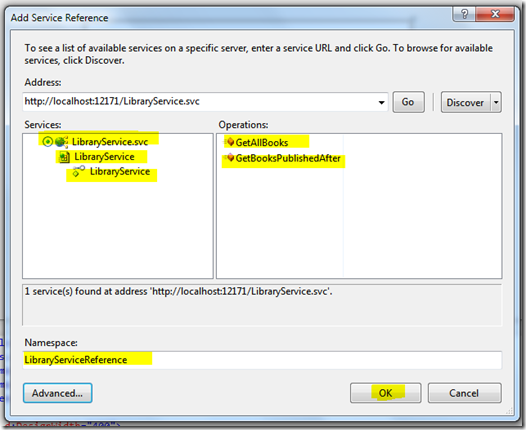 Add Service Reference
To see a list of available services on a specific server, enter a service URL and click Go. To browse for available
services, click Discover.
Address:
http://localhost:12171/LibraryService.svc
Go
Discover
Services:
Operations:
LibraryService.svc
LibraryService
LibraryService
GetAllBooks
GetBooksPublishedAfter
1 service(s) found at address 'http://localhost:12171/LibraryService.svc'.
Namespace:
LibraryServiceReference
Advanced...
OK
Cancel